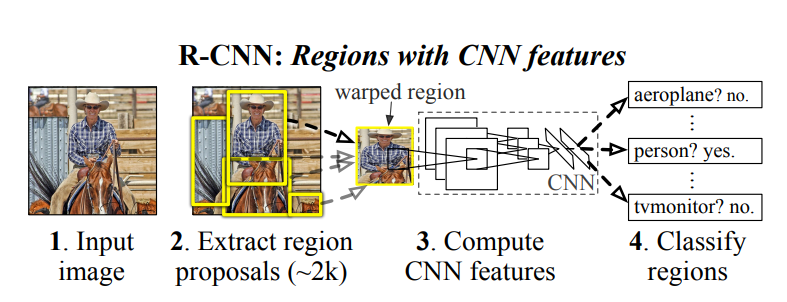 R-CNN: Regions with CNN features
warped region
aeroplane? no.
⋮
person? yes.
⋮
tvmonitor? no.
CNN
1. Input
image
2. Extract region
proposals (~2k)
3. Compute
CNN features
4. Classify
regions